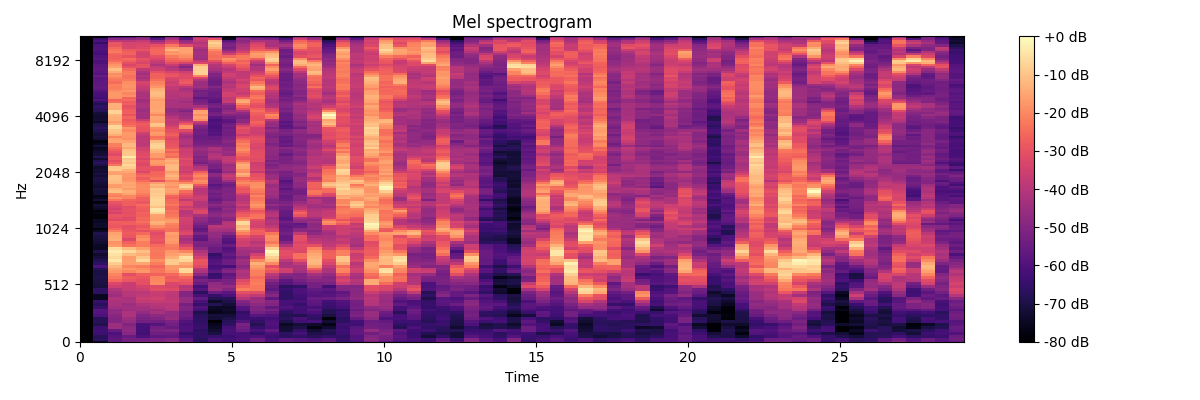 Mel spectrogram
Hz
8192
4096
2048
1024
512
0
0 5 10 15 20 25
Time
+0 dB
-10 dB
-20 dB
-30 dB
-40 dB
-50 dB
-60 dB
-70 dB
-80 dB